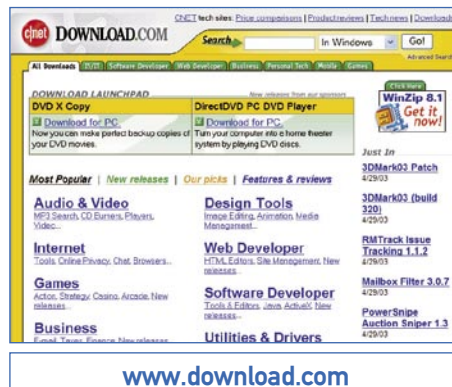 CNET tech sites: Price comparisons | Product reviews | Tech news | Downloads
c|net DOWNLOAD.COM
Search In Windows Go!
Advanced Search
All Downloads IS/IT Software Developer Web Developer Business Personal Tech Mobile Games
DOWNLOAD LAUNCHPAD New releases from our sponsors
DVD X Copy
Download for PC.
Now you can make perfect backup copies of your DVD movies.
DirectDVD PC DVD Player
Download for PC.
Turn your computer into a home theater
system by playing DVD discs.
Click Here
WinZip 8.1
Get it
now!
Most Popular | New releases | Our picks | Features & reviews
Audio & Video
MP3 Search, CD Burners, Players,
Video...
Internet
Tools, Online Privacy, Chat, Browsers...
Games
Action, Strategy, Casino, Arcade, New
releases...
Business
E-mail, Taxes, Finance, New releases
Design Tools
Image Editing, Animation, Media
Management...
Web Developer
HTML Editors, Site Management, New
releases...
Software Developer
Tools & Editors, Java, ActiveX, New
releases...
Utilities & Drivers
Just In
3DMark03 Patch
4/29/03
3DMark03 (build
320)
4/29/03
RMTrack Issue
Tracking 1.1.2
4/29/03
Mailbox Filter 3.0.7
4/29/03
PowerSnipe
Auction Sniper 1.3
4/29/03
www.download.com